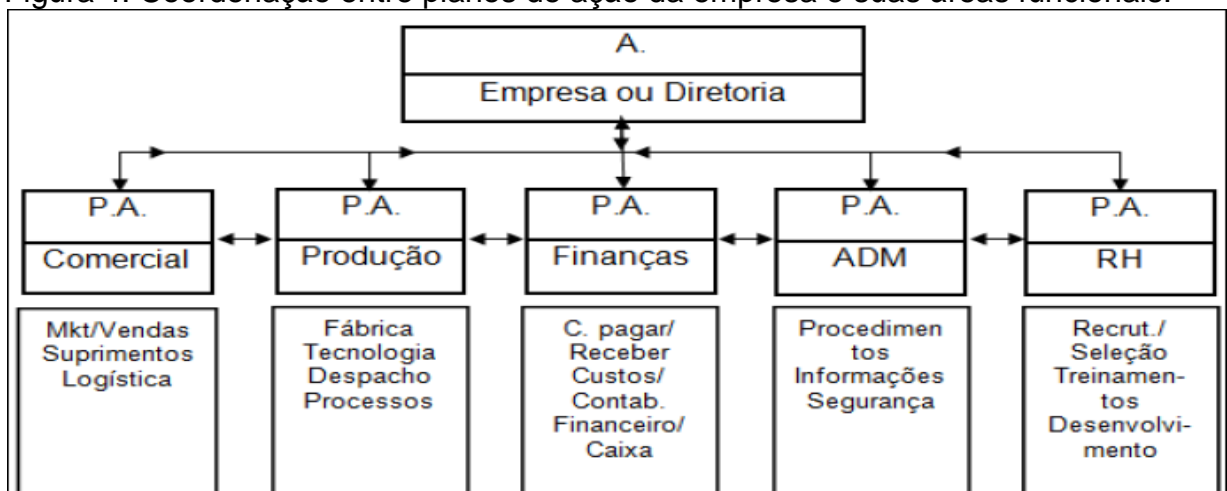 Figura 4: Coordenação entre planos de ação da empresa e suas áreas funcionais.
A.
Empresa ou Diretoria
P.A.
Comercial
P.A.
Produção
P.A.
Finanças
P.A.
ADM
P.A.
RH
Mkt/Vendas
Suprimentos
Logística
Fábrica
Tecnologia
Despacho
Processos
C. pagar/
Receber
Custos/
Contab.
Financeiro/
Caixa
Procedimen
tos
Informações
Segurança
Recrut./
Seleção
Treinamen-
tos
Desenvolvi-
mento